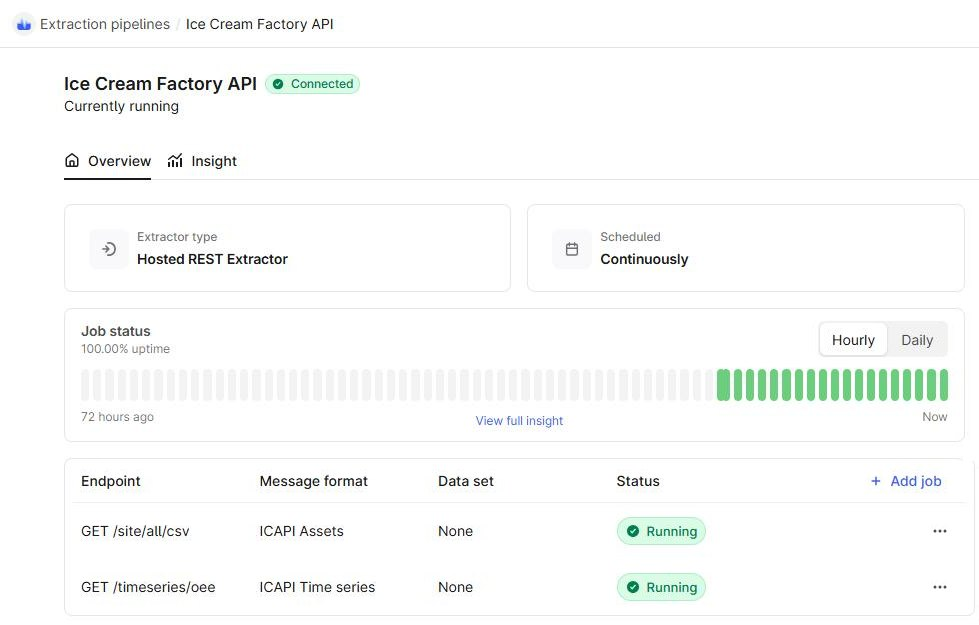 Extraction pipelines / Ice Cream Factory API
Ice Cream Factory API Connected
Currently running
Overview Insight
Extractor type
Hosted REST Extractor
Scheduled
Continuously
Job status
100.00% uptime
Hourly Daily
72 hours ago View full insight Now
Endpoint Message format Data set Status + Add job
GET /site/all/csv ICAPI Assets None Running
GET /timeseries/oee ICAPI Time series None Running